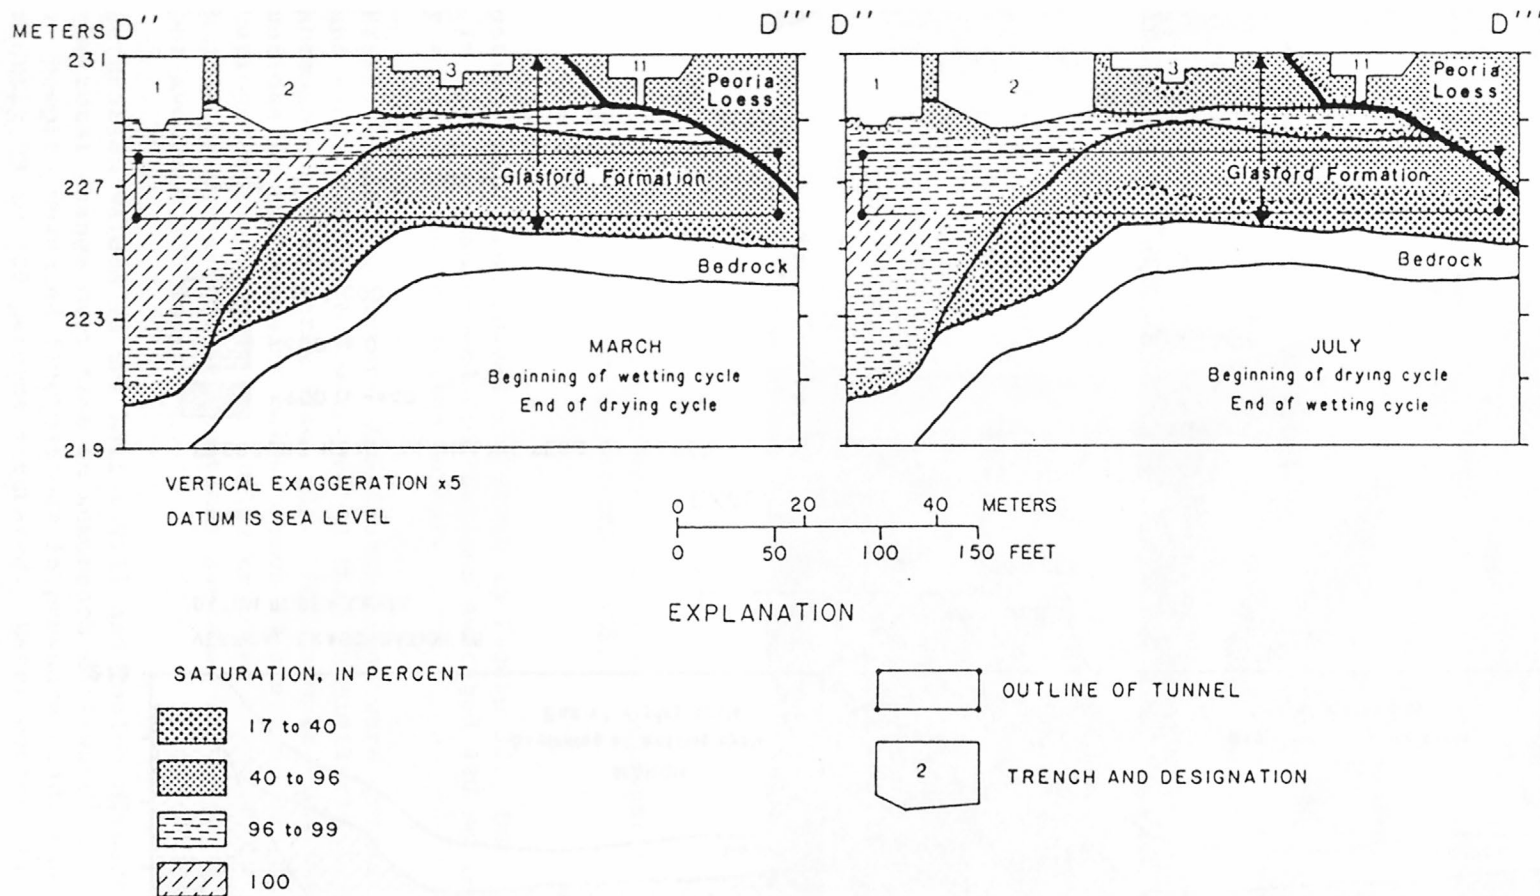 METERS D'' D''' D'' D'''
231
227
223
219
1
2
3
11
Peoria
Loess
Glasford Formation
Bedrock
MARCH
Beginning of wetting cycle
End of drying cycle
1
2
3
11
Peoria
Loess
Glasford Formation
Bedrock
JULY
Beginning of drying cycle
End of wetting cycle
VERTICAL EXAGGERATION x5
DATUM IS SEA LEVEL
0 20 40 METERS
0 50 100 150 FEET
EXPLANATION
SATURATION, IN PERCENT
17 to 40
40 to 96
96 to 99
100
OUTLINE OF TUNNEL
2
TRENCH AND DESIGNATION